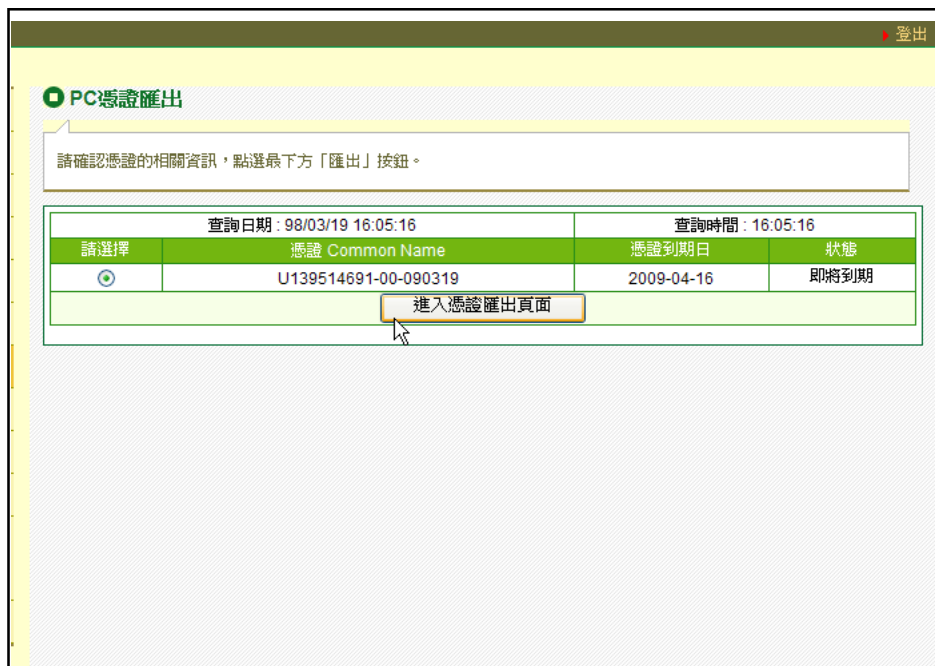 登出
PC憑證匯出
請確認憑證的相關資訊，點選最下方「匯出」按鈕。
查詢日期 : 98/03/19 16:05:16 查詢時間 : 16:05:16
請選擇 憑證 Common Name 憑證到期日 狀態
U139514691-00-090319 2009-04-16 即將到期
進入憑證匯出頁面